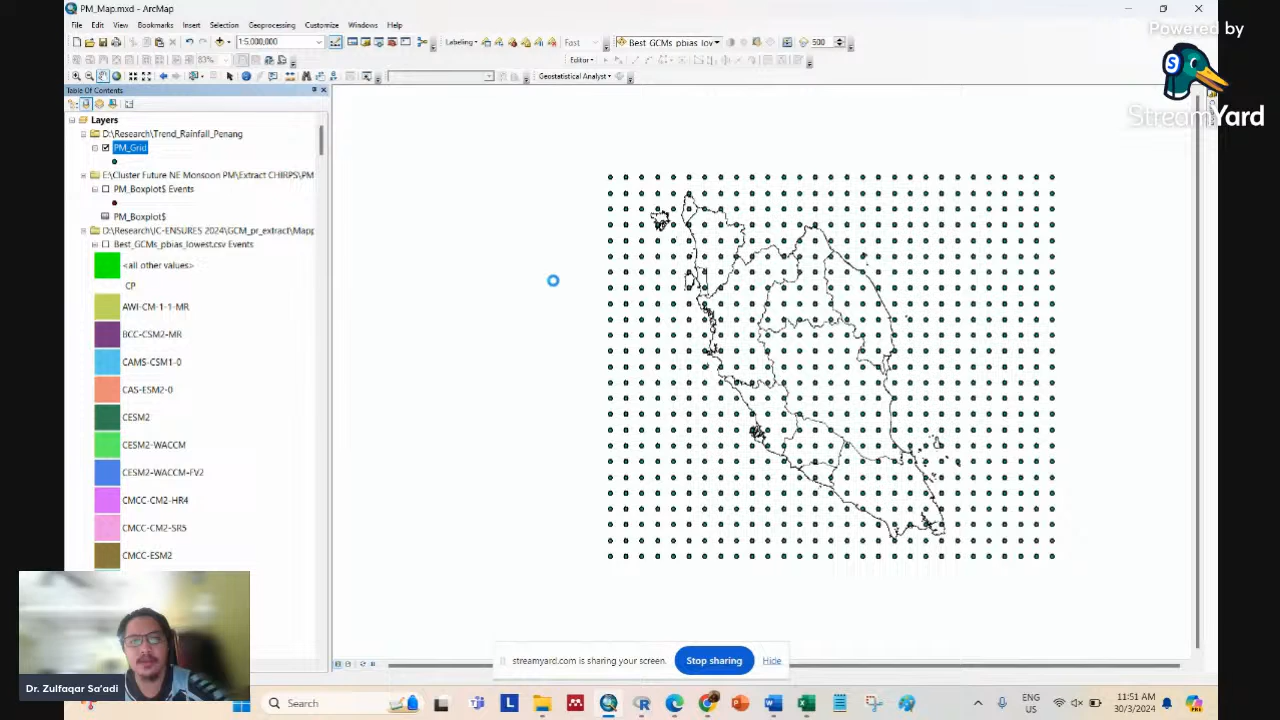 PM_Map.mxd - ArcMap
Powered by
StreamYard
File Edit View Bookmarks Insert Selection Geoprocessing Customize Windows Help
1:5,000,000 Labeling Fast Best GCMs pbias lov 500
83% Editor
Geostatistical Analyst
Table Of Contents
Layers
D:\Research\Trend_Rainfall_Penang
PM_Grid
E:\Cluster Future NE Monsoon PM\Extract CHIRPS\PM
PM_Boxplot$ Events
PM_Boxplot$
D:\Research\IC-ENSURES 2024\GCM_pr_extract\Mapp
Best_GCMs_pbias_lowest.csv Events
<all other values>
CP
AWI-CM-1-1-MR
BCC-CSM2-MR
CAMS-CSM1-0
CAS-ESM2-0
CESM2
CESM2-WACCM
CESM2-WACCM-FV2
CMCC-CM2-HR4
CMCC-CM2-SR5
CMCC-ESM2
Dr. Zulfaqar Sa'adi
streamyard.com is sharing your screen.
Stop sharing
Hide
Search
ENG
US
11:51 AM
30/3/2024